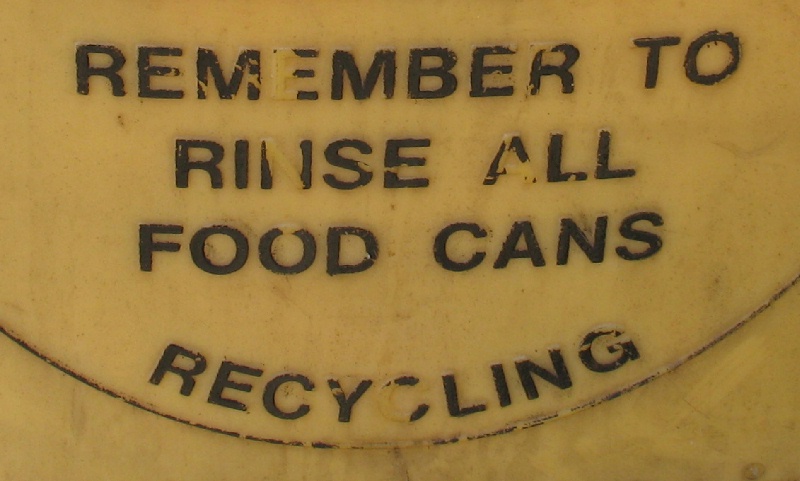 REMEMBER TO
RINSE ALL
FOOD CANS
RECYCLING